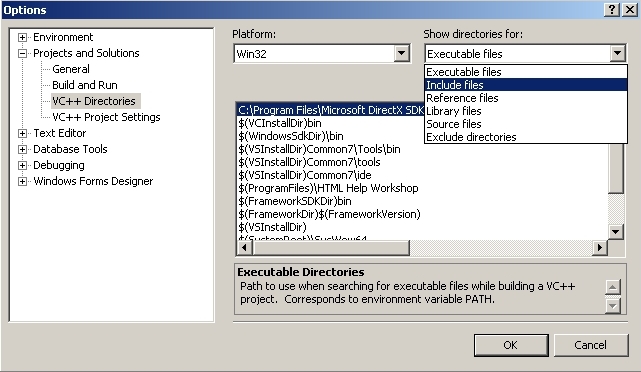 Options
Environment
Projects and Solutions
General
Build and Run
VC++ Directories
VC++ Project Settings
Text Editor
Database Tools
Debugging
Windows Forms Designer
Platform:
Win32
Show directories for:
Executable files
Executable files
Include files
Reference files
Library files
Source files
Exclude directories
C:\Program Files\Microsoft DirectX SDK
$(VCInstallDir)bin
$(WindowsSdkDir)\bin
$(VSInstallDir)Common7\Tools\bin
$(VSInstallDir)Common7\tools
$(VSInstallDir)Common7\ide
$(ProgramFiles)\HTML Help Workshop
$(FrameworkSDKDir)bin
$(FrameworkDir)$(FrameworkVersion)
$(VSInstallDir)
$(SystemRoot)\SysWow64
Executable Directories
Path to use when searching for executable files while building a VC++
project. Corresponds to environment variable PATH.
OK
Cancel